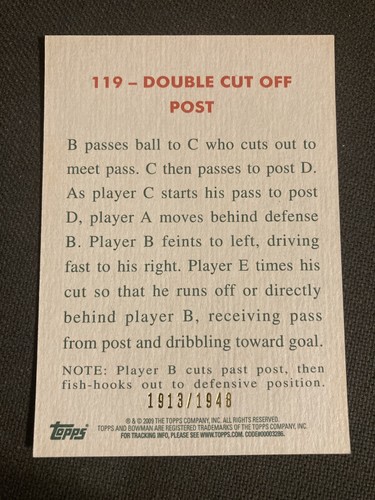 119 – DOUBLE CUT OFF
POST
B passes ball to C who cuts out to
meet pass. C then passes to post D.
As player C starts his pass to post
D, player A moves behind defense
B. Player B feints to left, driving
fast to his right. Player E times his
cut so that he runs off or directly
behind player B, receiving pass
from post and dribbling toward goal.
NOTE: Player B cuts past post, then
fish-hooks out to defensive position.
1913/1948
Topps
® & © 2009 THE TOPPS COMPANY, INC. ALL RIGHTS RESERVED.
TOPPS AND BOWMAN ARE REGISTERED TRADEMARKS OF THE TOPPS COMPANY, INC.
FOR TRACKING INFO, PLEASE SEE WWW.TOPPS.COM. CODE#00003286.